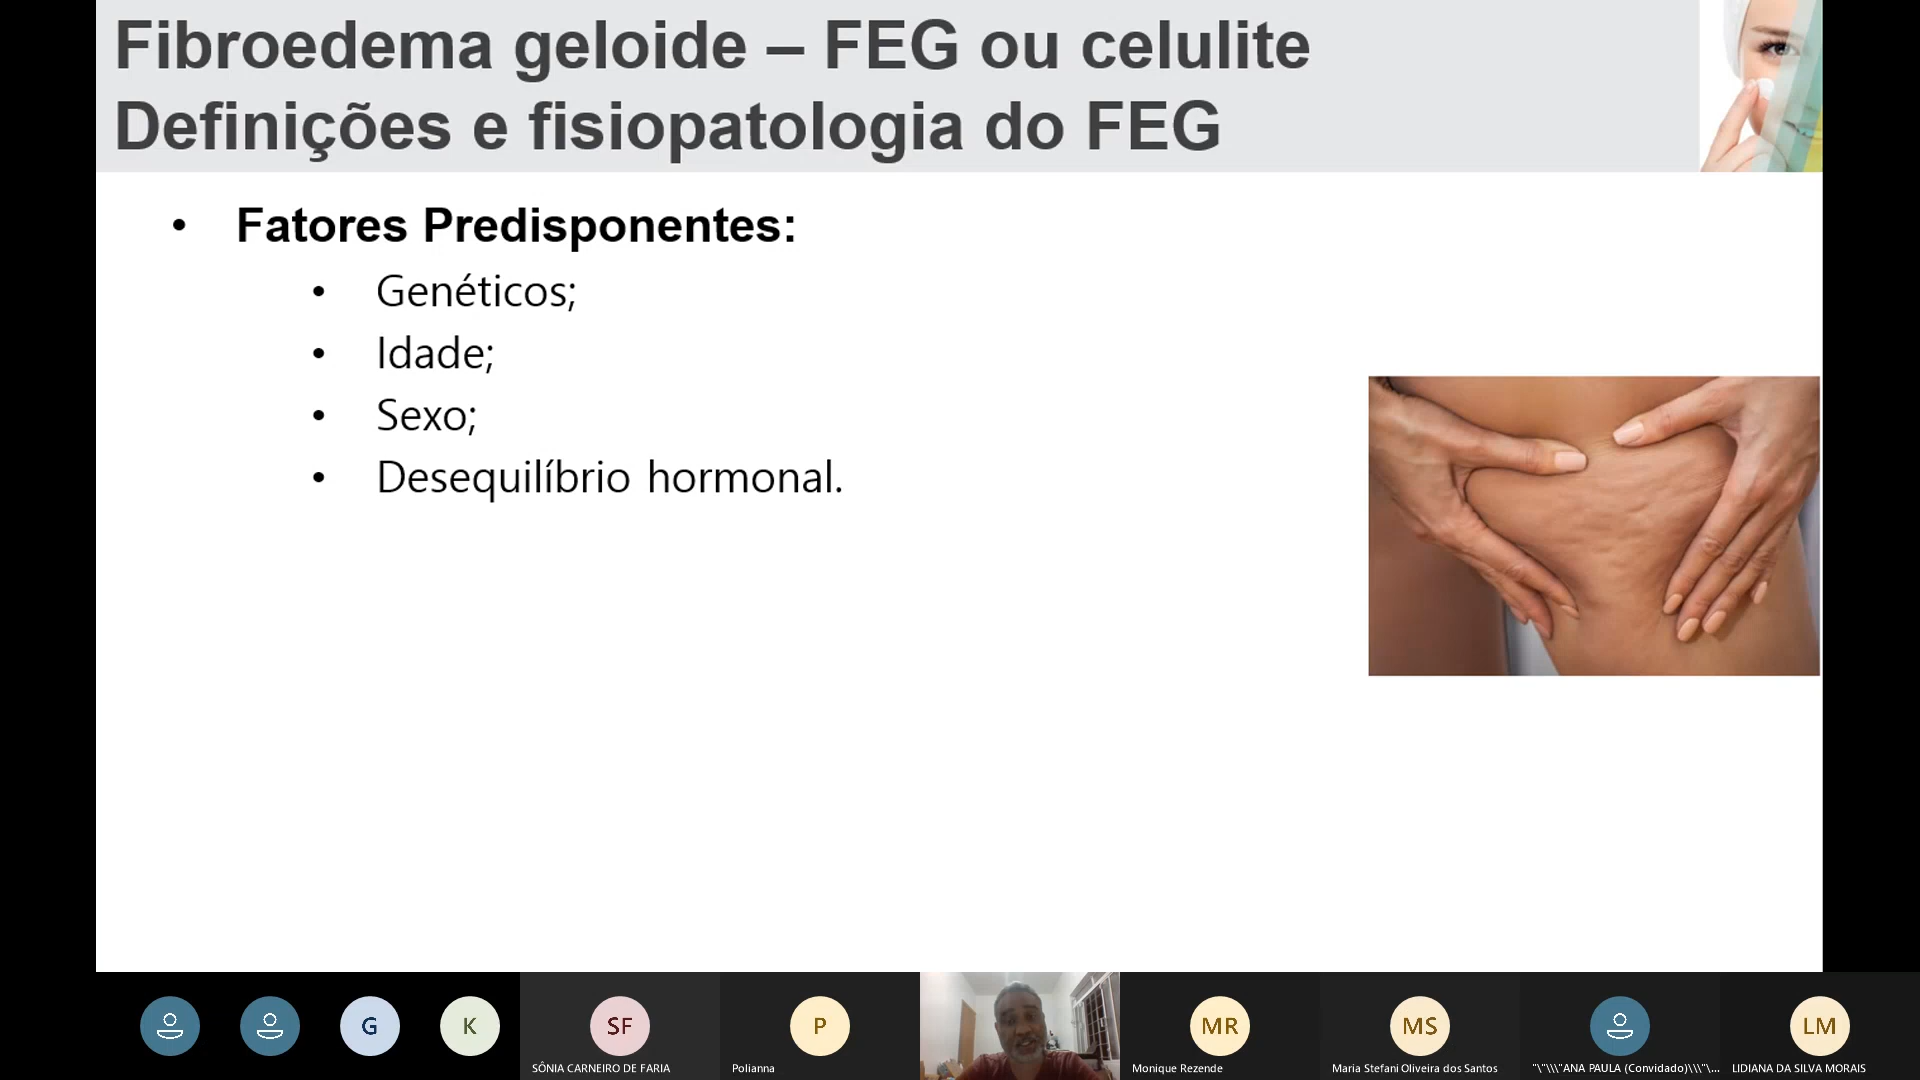 Fibroedema geloide – FEG ou celulite
Definições e fisiopatologia do FEG
• Fatores Predisponentes:
• Genéticos;
• Idade;
• Sexo;
• Desequilíbrio hormonal.
G
K
SF
P
MR
MS
LM
SÔNIA CARNEIRO DE FARIA
Polianna
Monique Rezende
Maria Stefani Oliveira dos Santos
"\"\\\"ANA PAULA (Convidado)\\\"\...
LIDIANA DA SILVA MORAIS